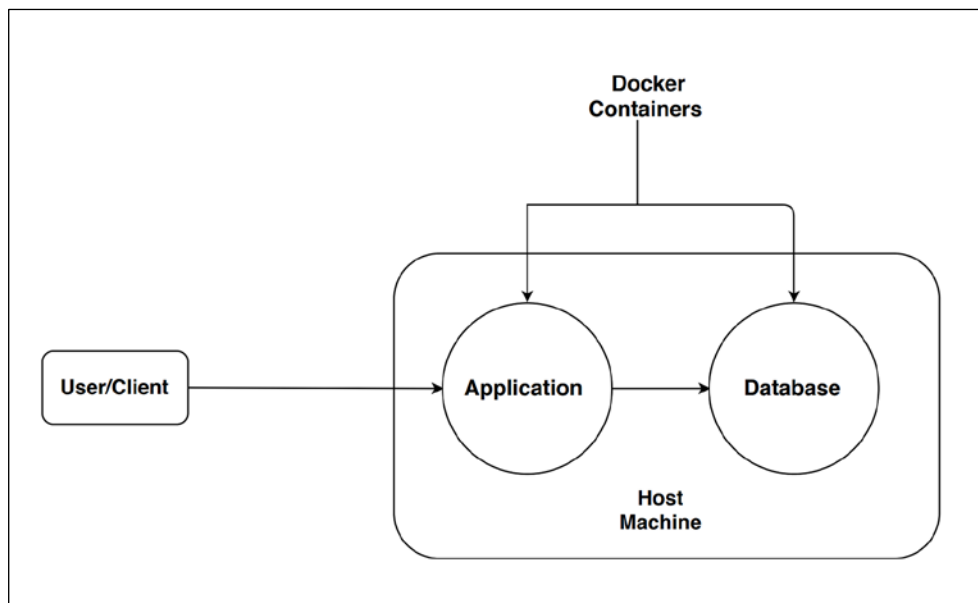 Docker
Containers
User/Client
Application
Database
Host
Machine